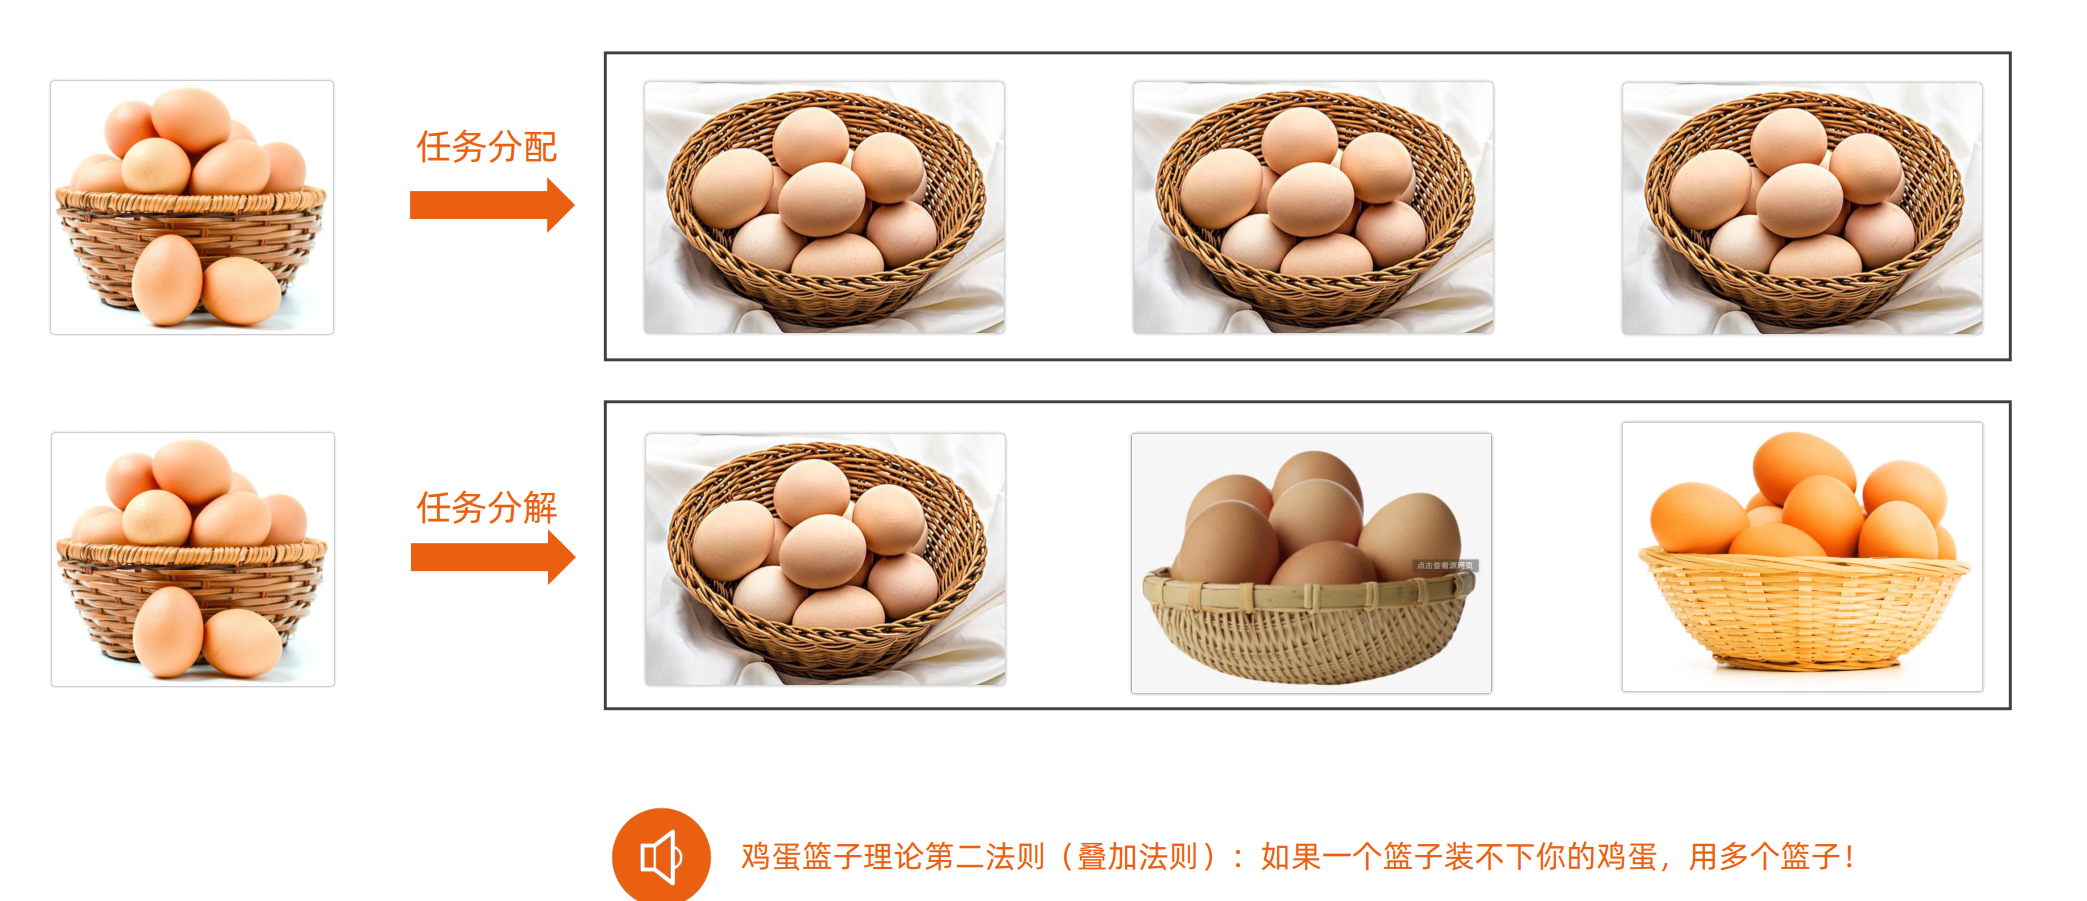 任务分配
任务分解
点击查看源网页
鸡蛋篮子理论第二法则（叠加法则）：如果一个篮子装不下你的鸡蛋，用多个篮子！